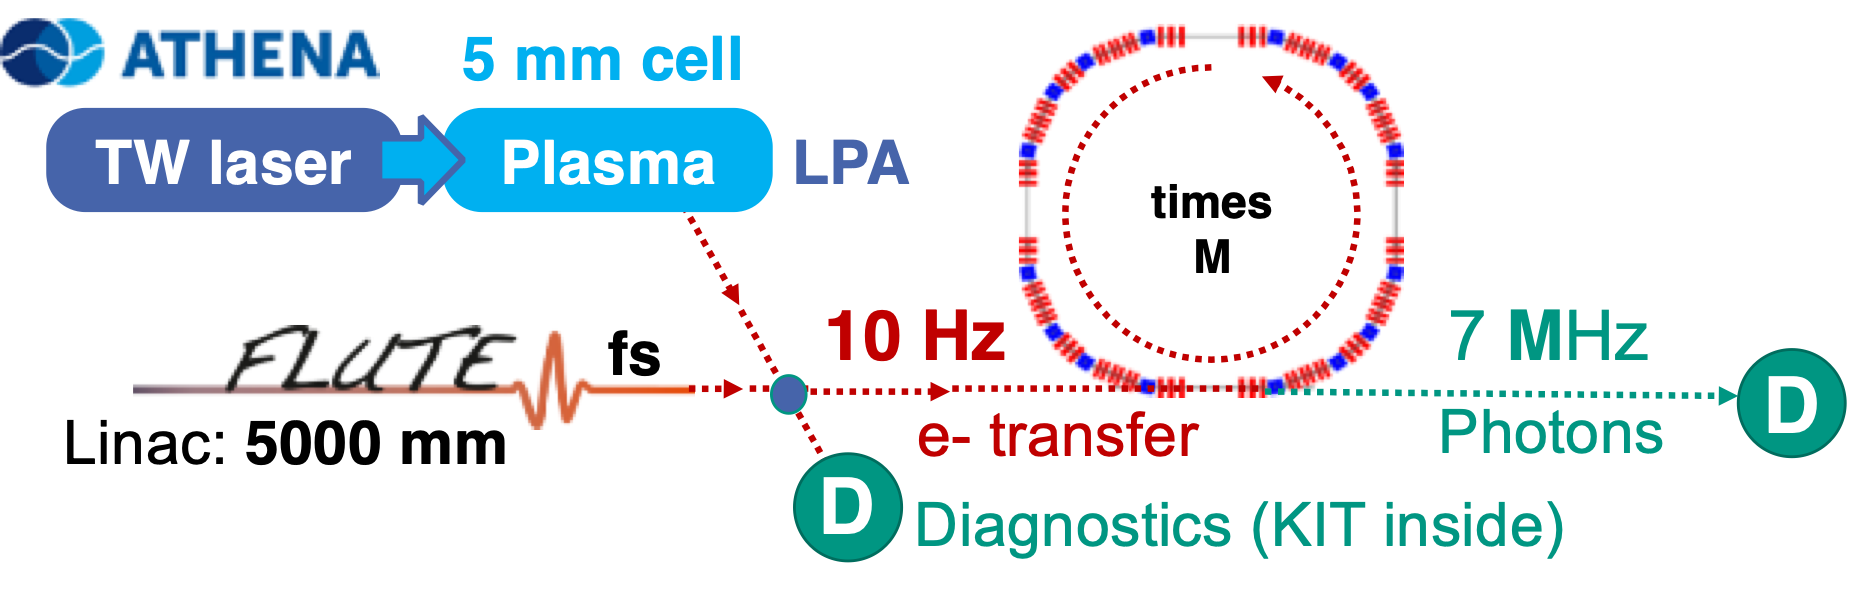 ATHENA
5 mm cell
TW laser
Plasma
LPA
times
M
FLUTE
fs
10 Hz
7 MHz
Linac: 5000 mm
e- transfer
Photons
D
D
Diagnostics (KIT inside)